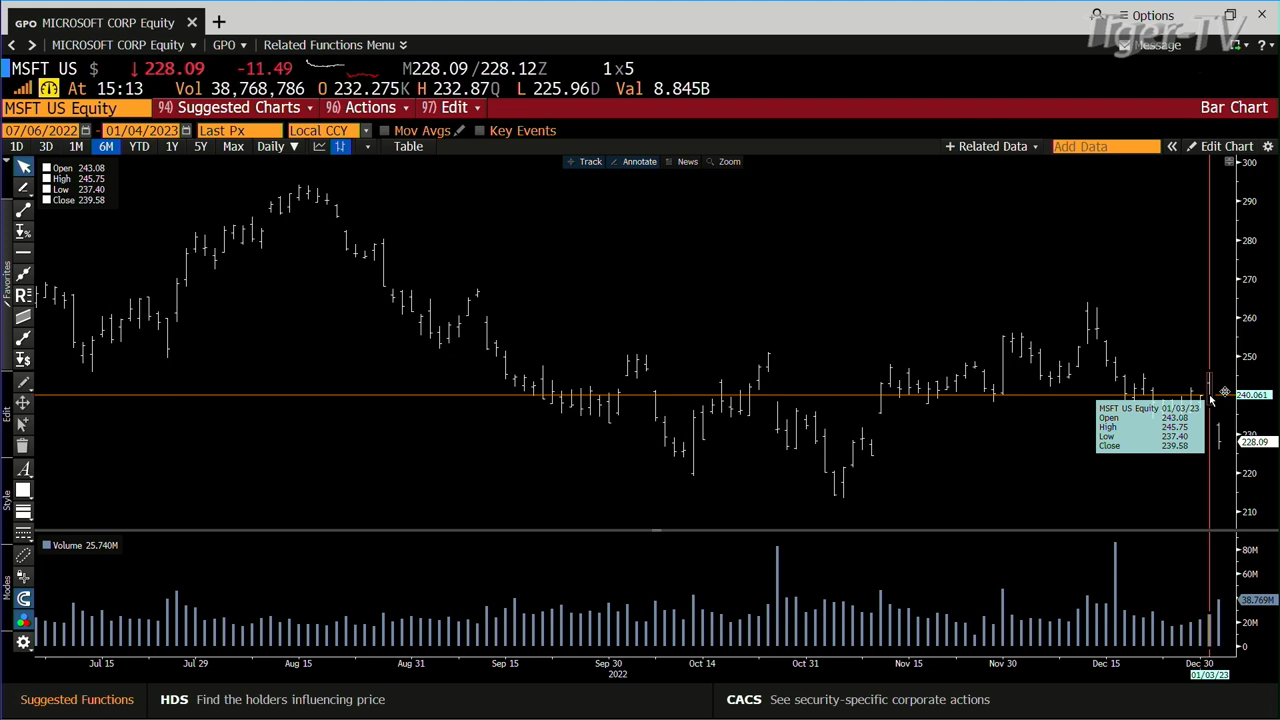 GPO MICROSOFT CORP Equity
Options
Tiger-TV
MICROSOFT CORP Equity GPO Related Functions Menu
Message
MSFT US $ ↓228.09 -11.49 M228.09/228.12Z 1x5
At 15:13 Vol 38,768,786 O 232.275K H 232.87Q L 225.96D Val 8.845B
MSFT US Equity 94) Suggested Charts 96) Actions 97) Edit Bar Chart
07/06/2022 - 01/04/2023 Last Px Local CCY Mov Avgs Key Events
1D 3D 1M 6M YTD 1Y 5Y Max Daily ▼ Table + Related Data Add Data « Edit Chart
Track Annotate News Zoom
Open 243.08
High 245.75
Low 237.40
Close 239.58
300
290
280
270
260
250
240.061
230
228.09
220
210
MSFT US Equity 01/03/23
Open 243.08
High 245.75
Low 237.40
Close 239.58
Favorites
Edit
Style
Modes
Volume 25.740M
80M
60M
38.769M
20M
0
Jul 15 Jul 29 Aug 15 Aug 31 Sep 15 Sep 30 Oct 14 Oct 31 Nov 15 Nov 30 Dec 15 Dec 30
2022
01/03/23
Suggested Functions HDS Find the holders influencing price CACS See security-specific corporate actions